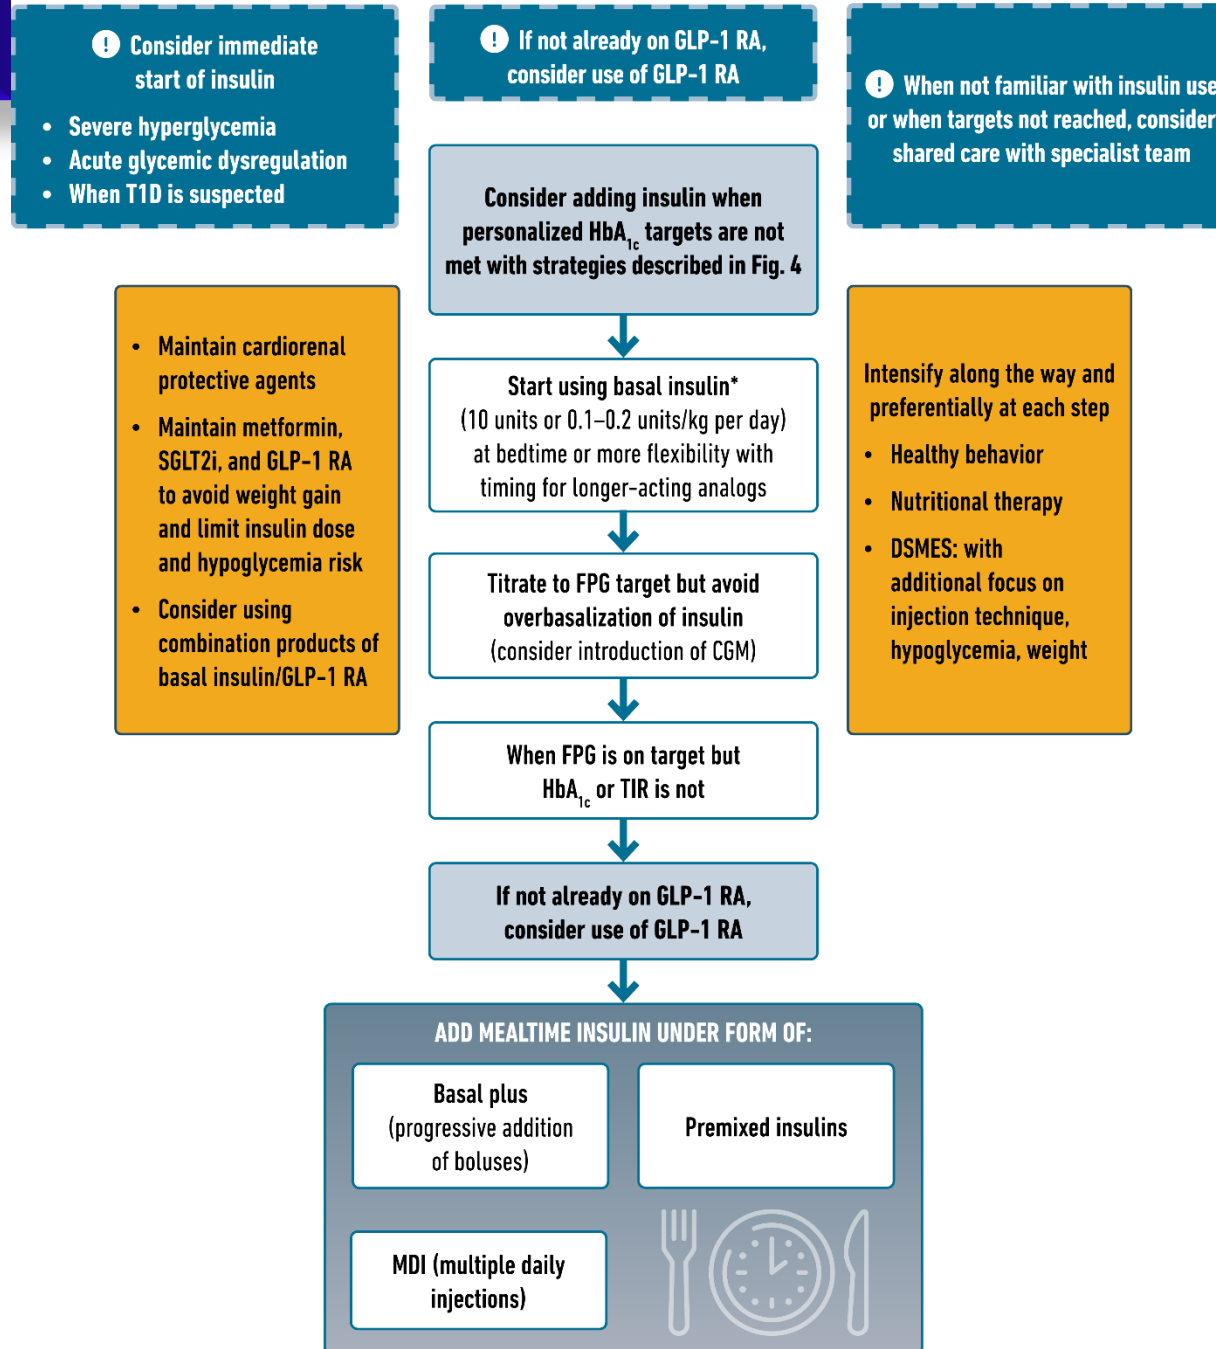 ! Consider immediate
start of insulin
• Severe hyperglycemia
• Acute glycemic dysregulation
• When T1D is suspected
! If not already on GLP-1 RA,
consider use of GLP-1 RA
! When not familiar with insulin use
or when targets not reached, consider
shared care with specialist team
Consider adding insulin when
personalized HbA1c targets are not
met with strategies described in Fig. 4
• Maintain cardiorenal
protective agents
• Maintain metformin,
SGLT2i, and GLP-1 RA
to avoid weight gain
and limit insulin dose
and hypoglycemia risk
• Consider using
combination products of
basal insulin/GLP-1 RA
Start using basal insulin*
(10 units or 0.1–0.2 units/kg per day)
at bedtime or more flexibility with
timing for longer-acting analogs
Titrate to FPG target but avoid
overbasalization of insulin
(consider introduction of CGM)
When FPG is on target but
HbA1c or TIR is not
Intensify along the way and
preferentially at each step
• Healthy behavior
• Nutritional therapy
• DSMES: with
additional focus on
injection technique,
hypoglycemia, weight
If not already on GLP-1 RA,
consider use of GLP-1 RA
ADD MEALTIME INSULIN UNDER FORM OF:
Basal plus
(progressive addition
of boluses)
Premixed insulins
MDI (multiple daily
injections)